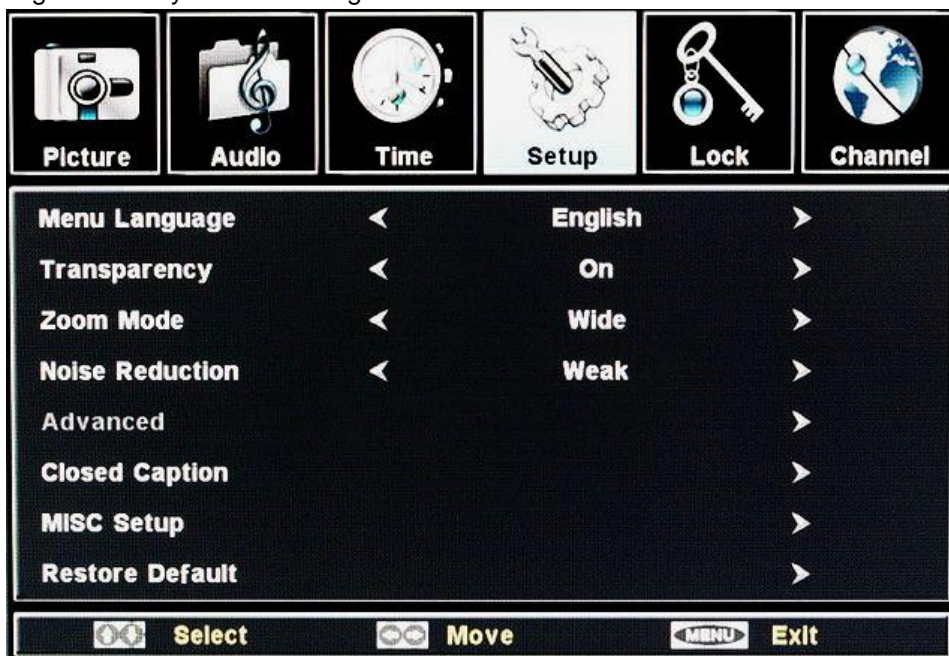 Picture Audio Time Setup Lock Channel
Menu Language English
Transparency On
Zoom Mode Wide
Noise Reduction Weak
Advanced
Closed Caption
MISC Setup
Restore Default
Select Move MENU Exit